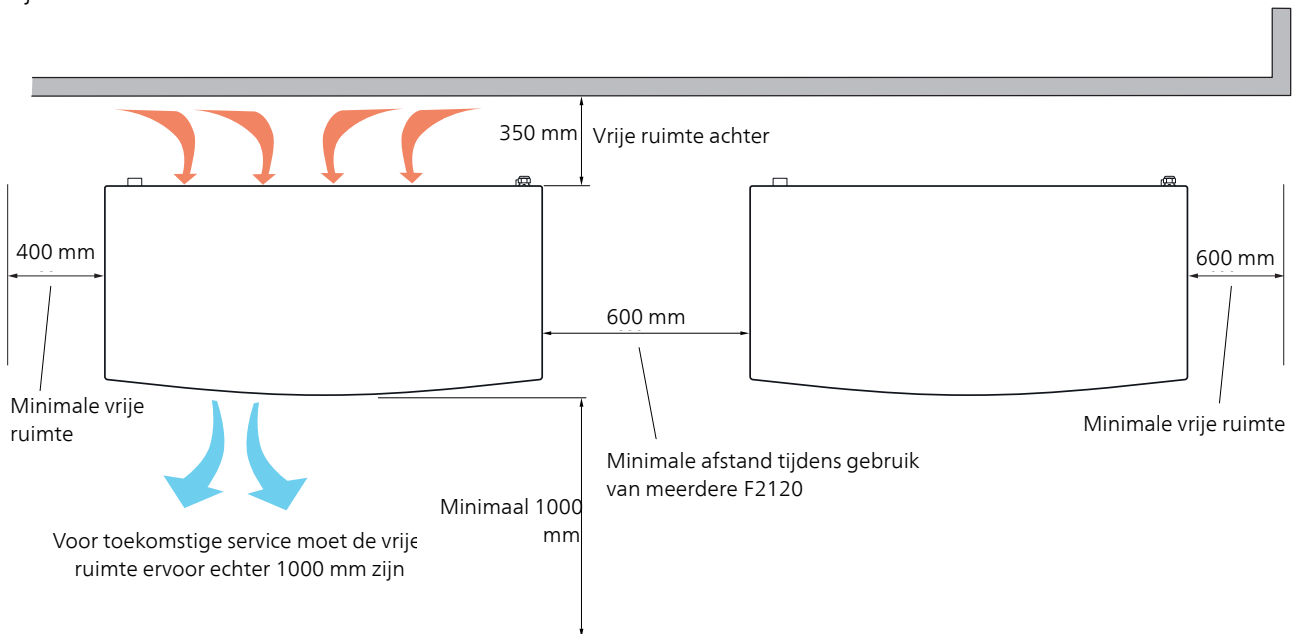 350 mm
Vrije ruimte achter
400 mm
600 mm
600 mm
Minimale vrije
ruimte
Minimale vrije ruimte
Minimale afstand tijdens gebruik
van meerdere F2120
Minimaal 1000
mm
Voor toekomstige service moet de vrije
ruimte ervoor echter 1000 mm zijn